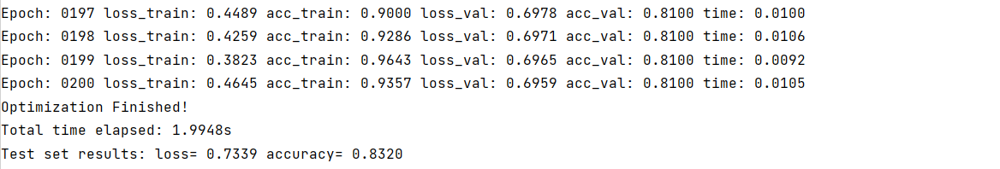 Epoch: 0197 loss_train: 0.4489 acc_train: 0.9000 loss_val: 0.6978 acc_val: 0.8100 time: 0.0100
Epoch: 0198 loss_train: 0.4259 acc_train: 0.9286 loss_val: 0.6971 acc_val: 0.8100 time: 0.0106
Epoch: 0199 loss_train: 0.3823 acc_train: 0.9643 loss_val: 0.6965 acc_val: 0.8100 time: 0.0092
Epoch: 0200 loss_train: 0.4645 acc_train: 0.9357 loss_val: 0.6959 acc_val: 0.8100 time: 0.0105
Optimization Finished!
Total time elapsed: 1.9948s
Test set results: loss= 0.7339 accuracy= 0.8320